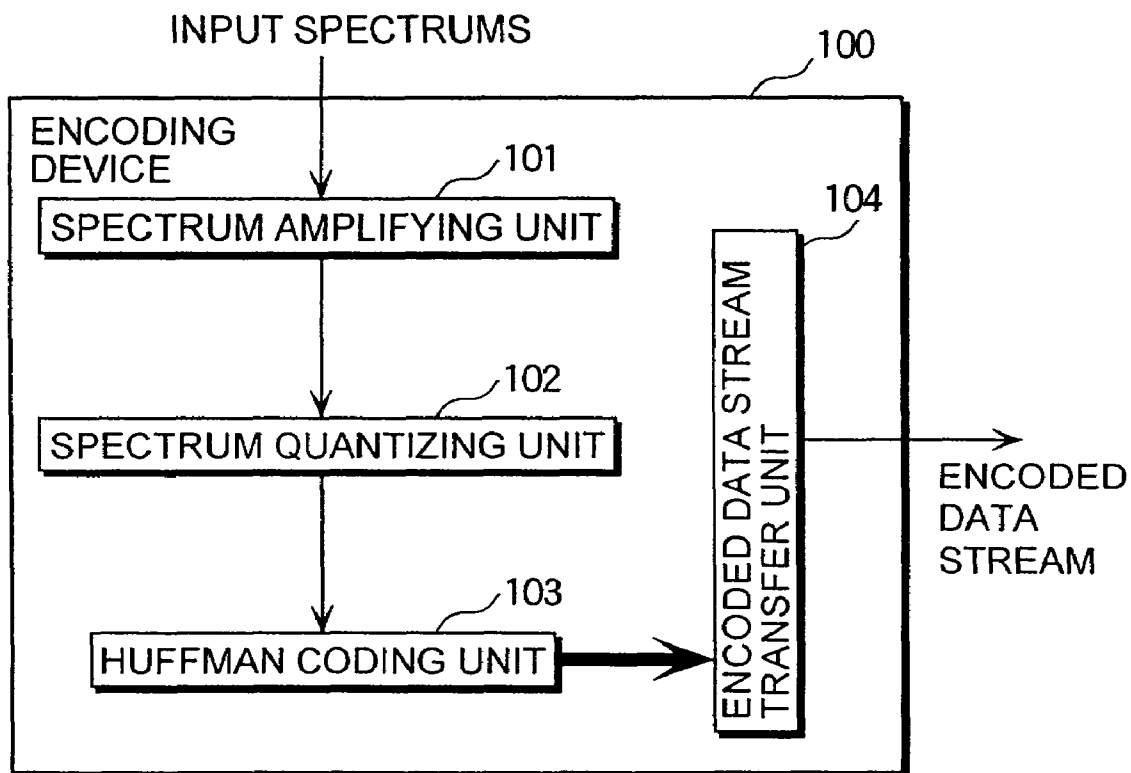 INPUT SPECTRUMS
100
ENCODING
DEVICE
101
SPECTRUM AMPLIFYING UNIT
104
ENCODED DATA STREAM
TRANSFER UNIT
102
SPECTRUM QUANTIZING UNIT
ENCODED
DATA
STREAM
103
HUFFMAN CODING UNIT